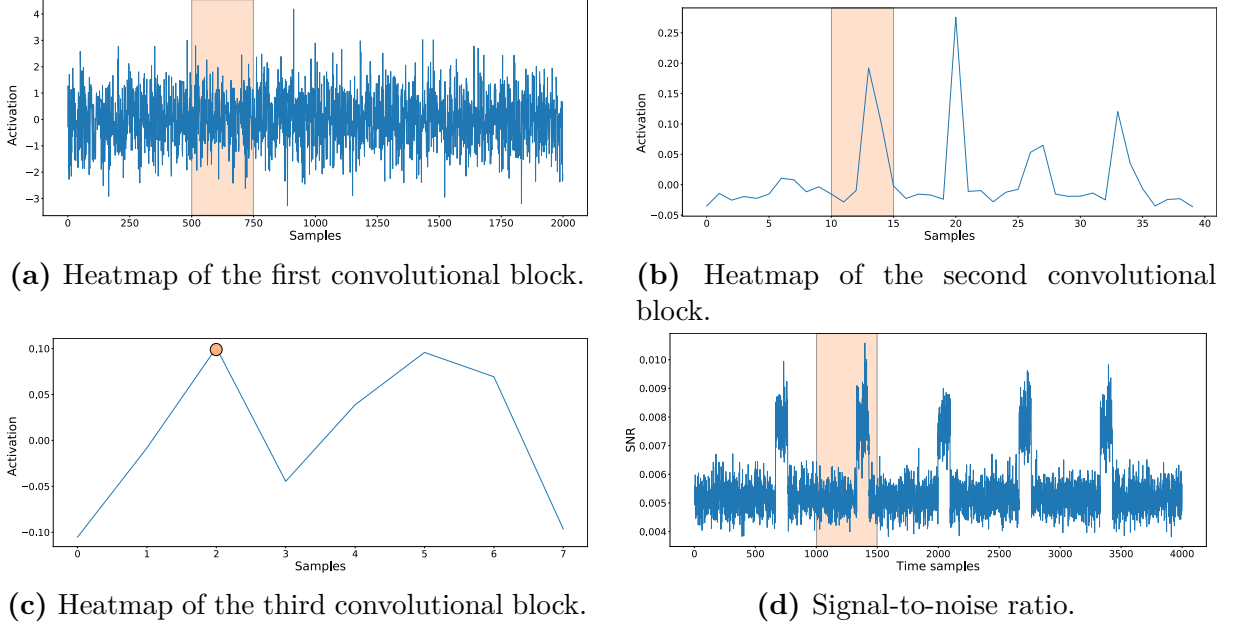 4
3
2
1
0
−1
−2
−3
Activation
0 250 500 750 1000 1250 1500 1750 2000
Samples
(a) Heatmap of the first convolutional block.
0.25
0.20
0.15
0.10
0.05
0.00
−0.05
Activation
0 5 10 15 20 25 30 35 40
Samples
(b) Heatmap of the second convolutional
block.
0.10
0.05
0.00
−0.05
−0.10
Activation
0 1 2 3 4 5 6 7
Samples
(c) Heatmap of the third convolutional block.
0.010
0.009
0.008
0.007
0.006
0.005
0.004
SNR
0 500 1000 1500 2000 2500 3000 3500 4000
Time samples
(d) Signal-to-noise ratio.